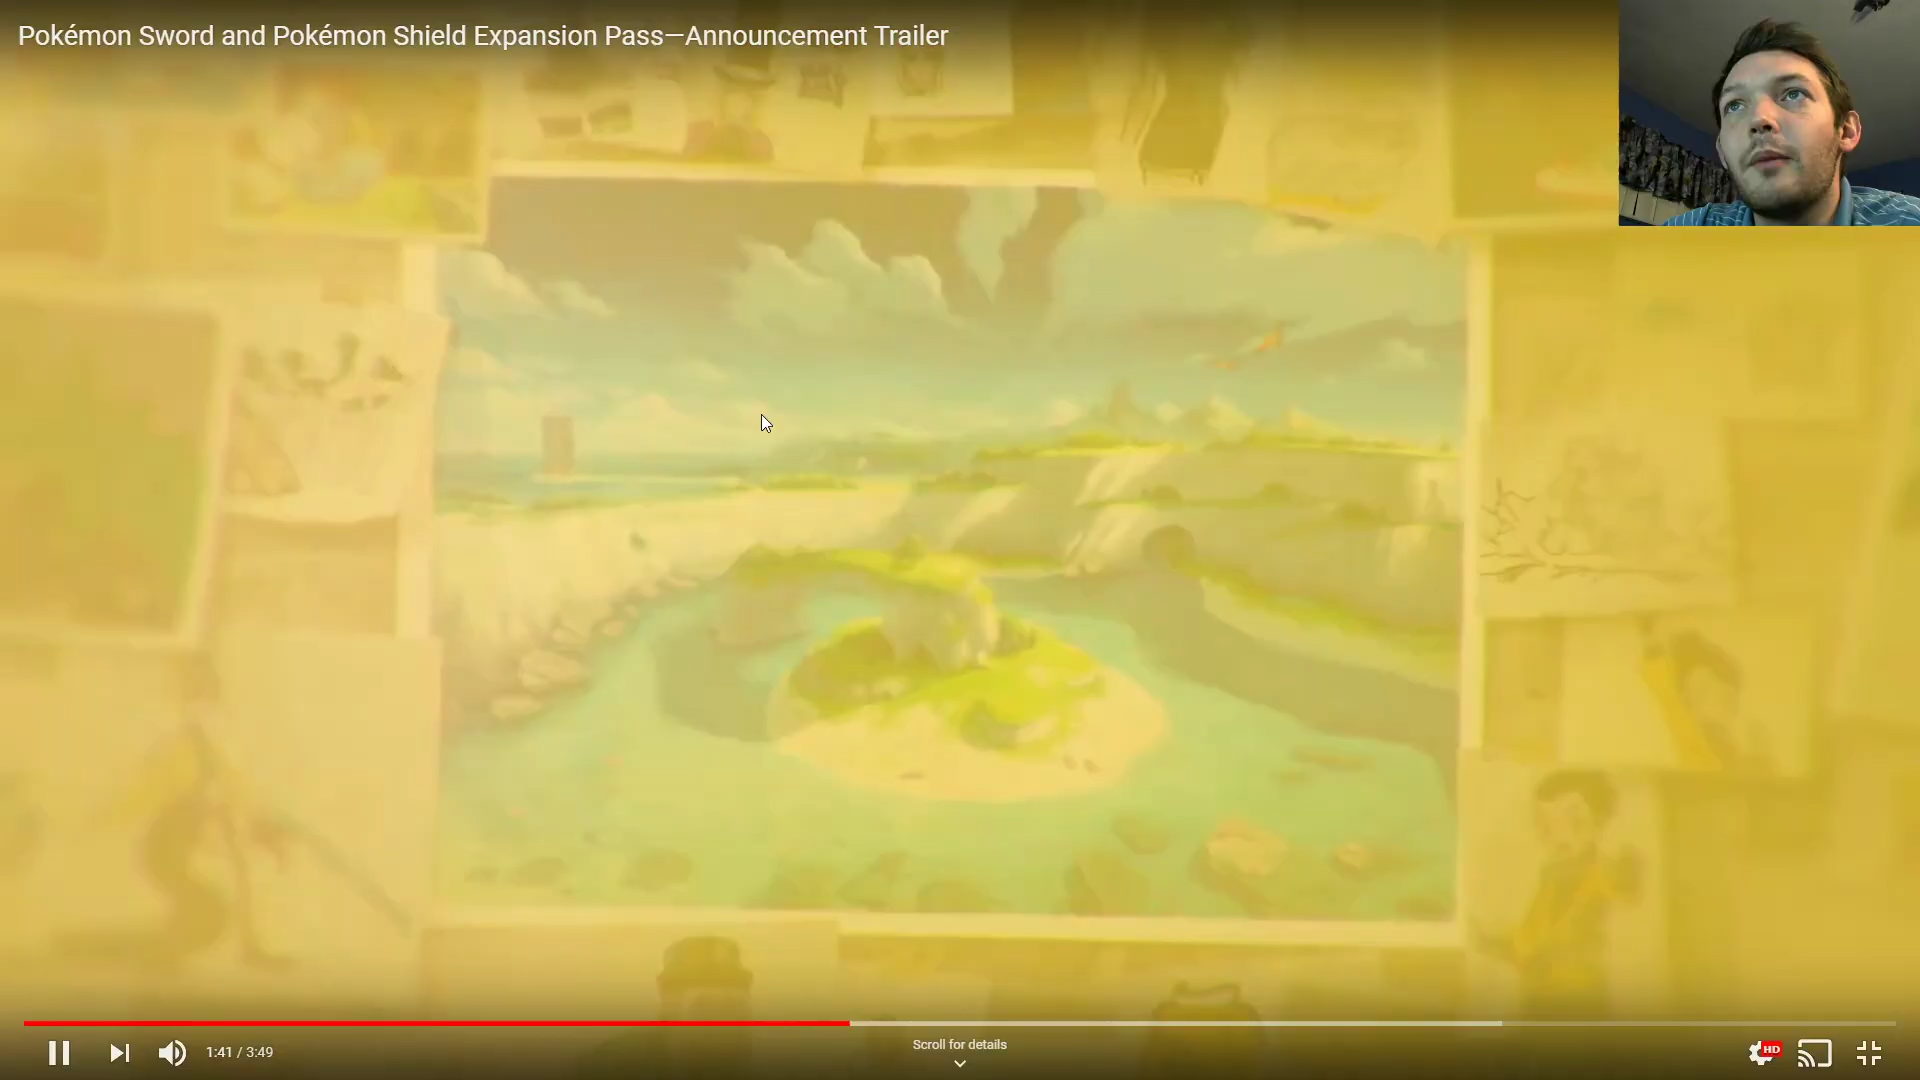 Pokémon Sword and Pokémon Shield Expansion Pass—Announcement Trailer
1:41 / 3:49
Scroll for details
HD